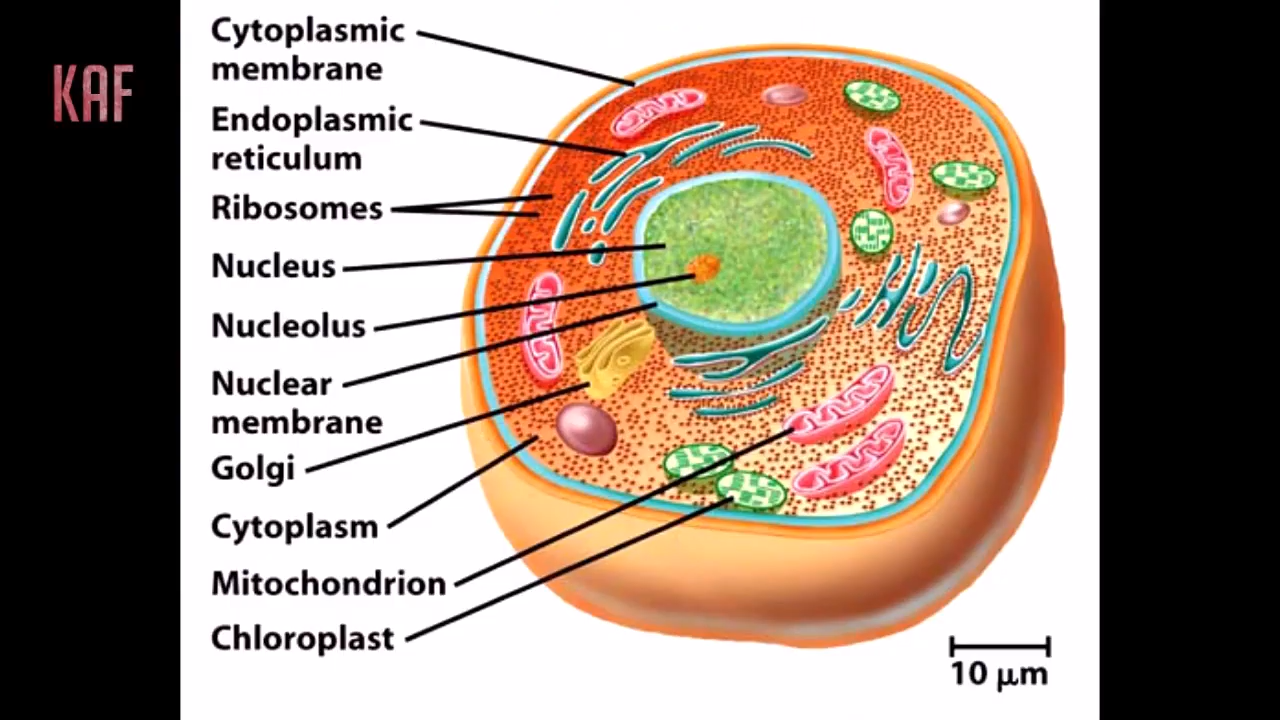 KAF
Cytoplasmic
membrane
Endoplasmic
reticulum
Ribosomes
Nucleus
Nucleolus
Nuclear
membrane
Golgi
Cytoplasm
Mitochondrion
Chloroplast
10 μm